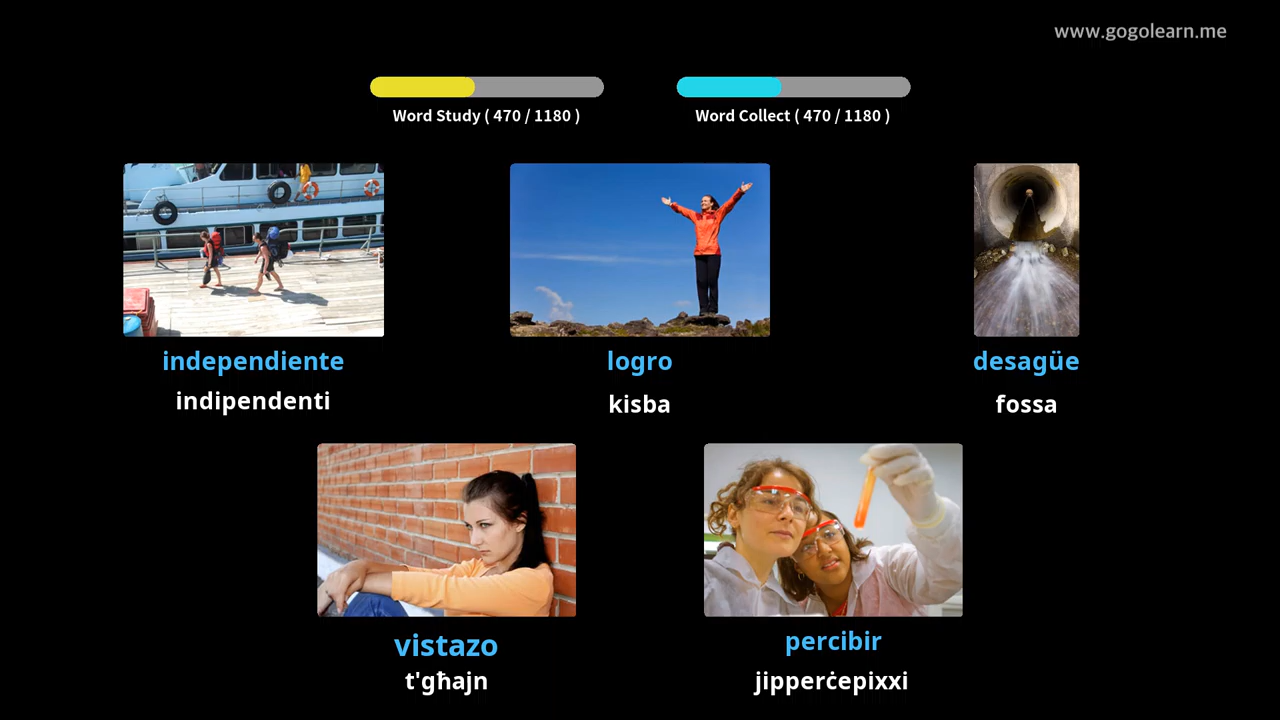 www.gogolearn.me
Word Study ( 470 / 1180 )
Word Collect ( 470 / 1180 )
independiente
indipendenti
logro
kisba
desagüe
fossa
vistazo
t'għajn
percibir
jipperċepixxi